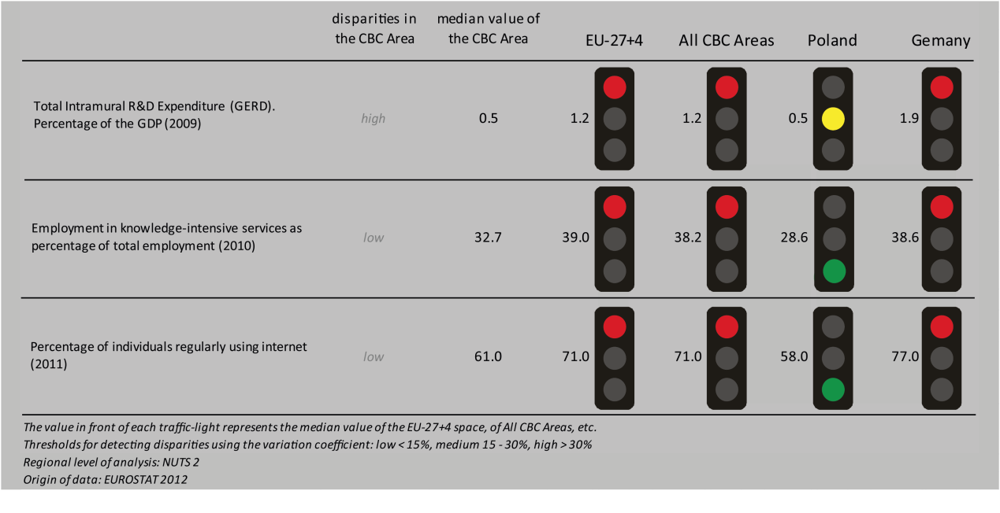 disparities in
the CBC Area
median value of
the CBC Area
EU-27+4
All CBC Areas
Poland
Gemany
Total Intramural R&D Expenditure (GERD).
Percentage of the GDP (2009)
high
0.5
1.2
1.2
0.5
1.9
Employment in knowledge-intensive services as
percentage of total employment (2010)
low
32.7
39.0
38.2
28.6
38.6
Percentage of individuals regularly using internet
(2011)
low
61.0
71.0
71.0
58.0
77.0
The value in front of each traffic-light represents the median value of the EU-27+4 space, of All CBC Areas, etc.
Thresholds for detecting disparities using the variation coefficient: low < 15%, medium 15 - 30%, high > 30%
Regional level of analysis: NUTS 2
Origin of data: EUROSTAT 2012